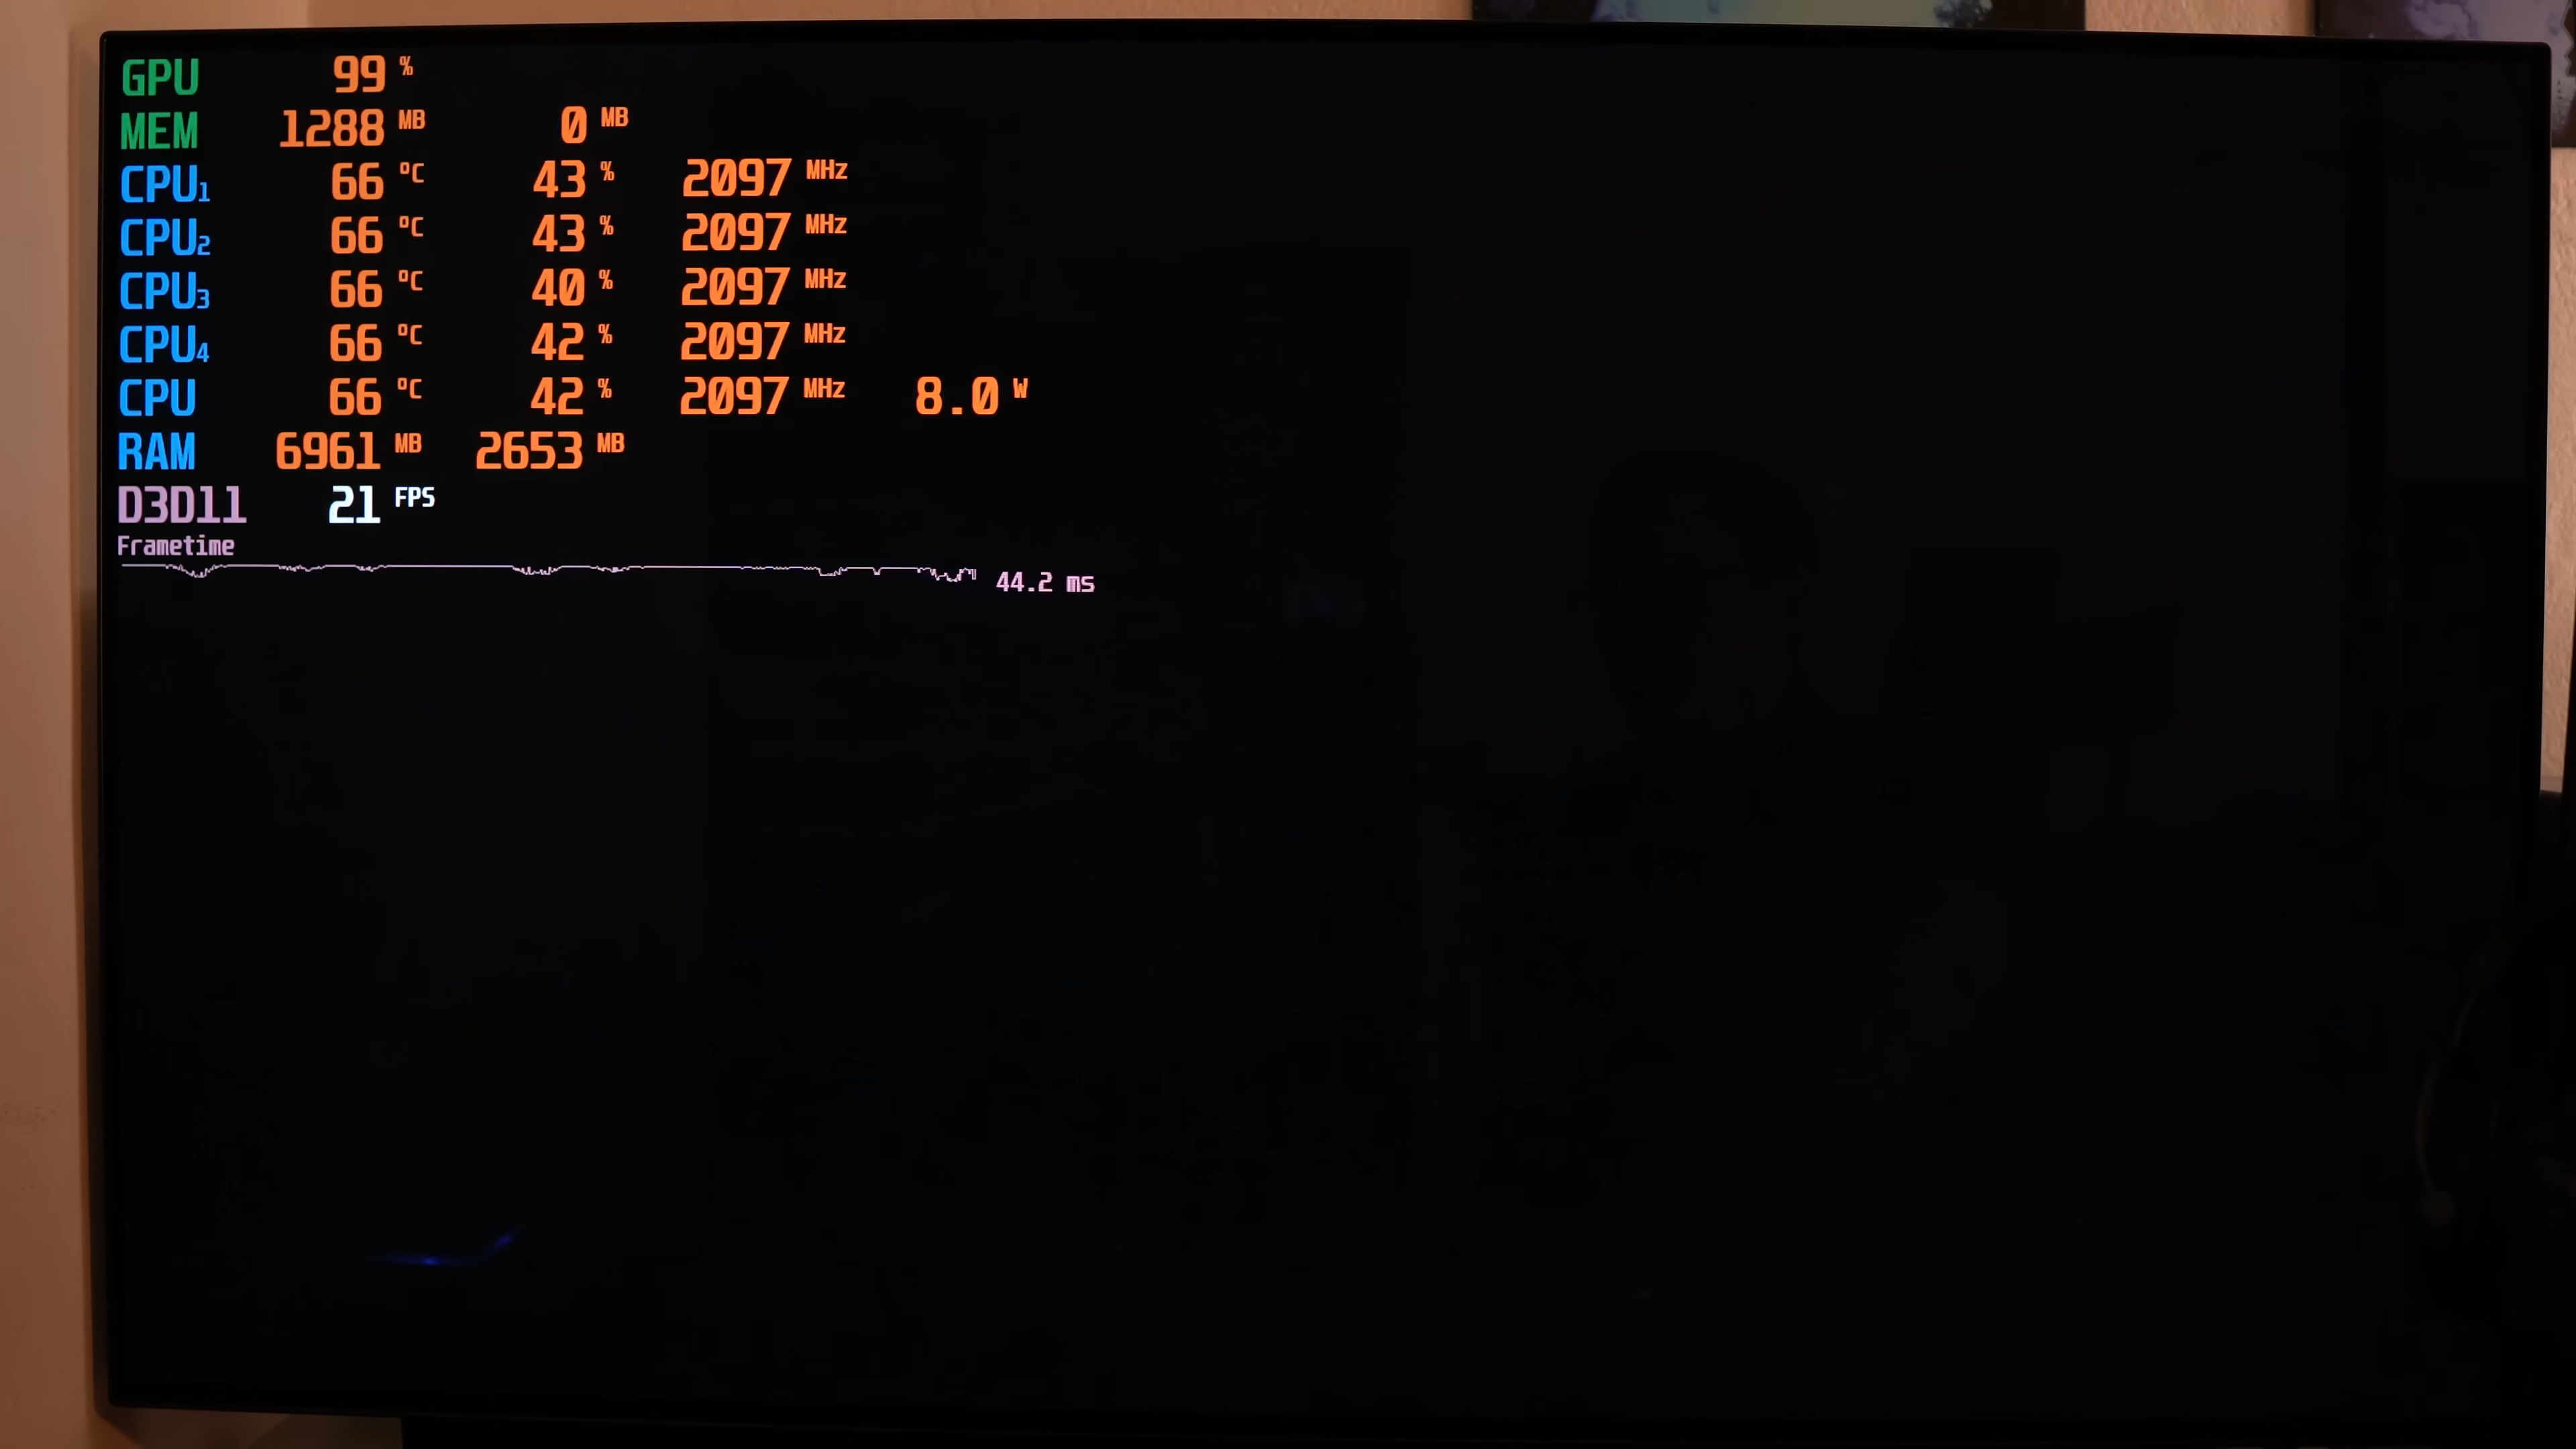 GPU 99 %
MEM 1288 MB 0 MB
CPU1 66 °C 43 % 2097 MHz
CPU2 66 °C 43 % 2097 MHz
CPU3 66 °C 40 % 2097 MHz
CPU4 66 °C 42 % 2097 MHz
CPU 66 °C 42 % 2097 MHz 8.0 W
RAM 6961 MB 2653 MB
D3D11 21 FPS
Frametime
44.2 ms